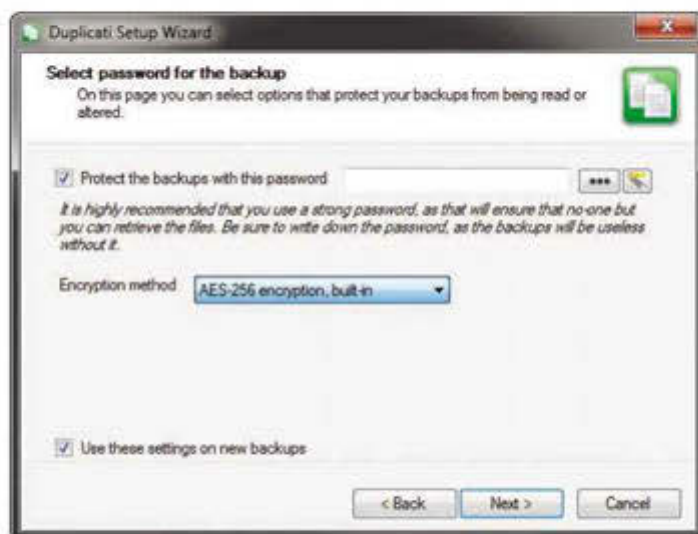 Duplicati Setup Wizard
Select password for the backup
On this page you can select options that protect your backups from being read or
altered.
Protect the backups with this password
It is highly recommended that you use a strong password, as that will ensure that no-one but
you can retrieve the files. Be sure to write down the password, as the backups will be useless
without it.
Encryption method AES-256 encryption, built-in
Use these settings on new backups
< Back Next > Cancel